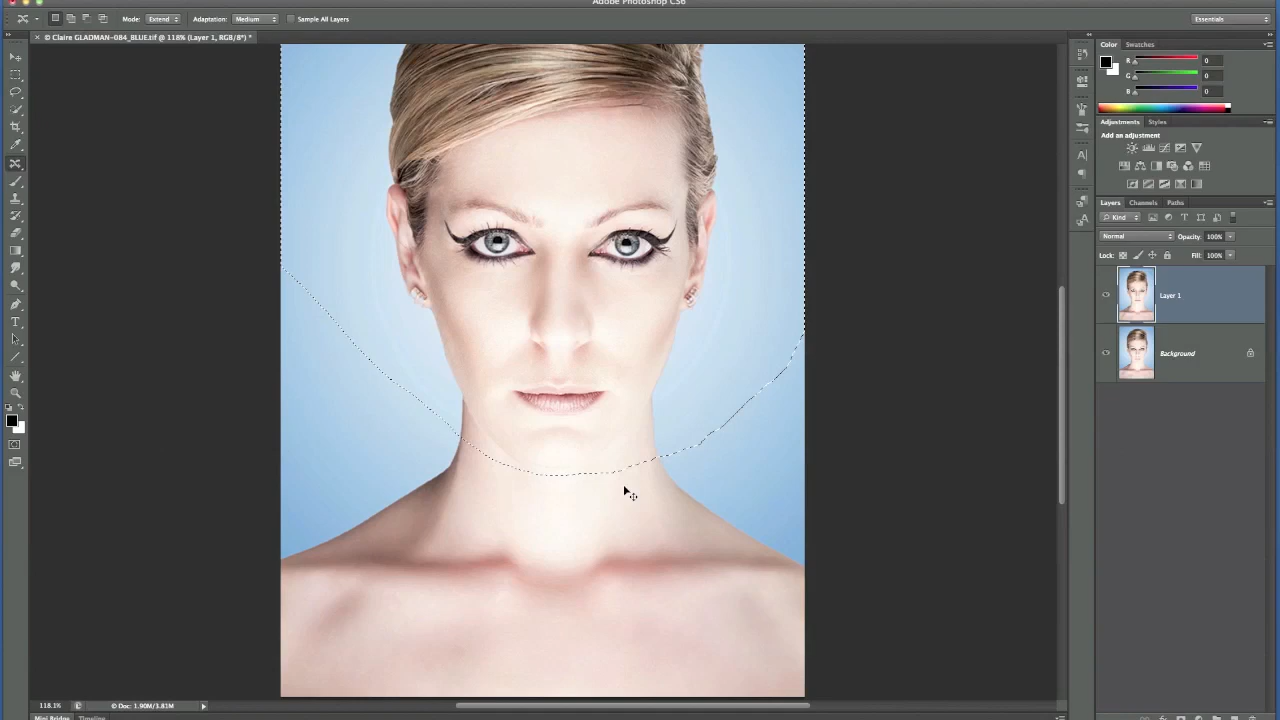 Adobe Photoshop CS6
Mode: Extend Adaptation: Medium Sample All Layers Essentials
× © Claire GLADMAN-084_BLUE.tif @ 118% (Layer 1, RGB/8*) *
Color Swatches
R 0
G 0
B 0
Adjustments Styles
Add an adjustment
Layers Channels Paths
Kind
Normal Opacity: 100%
Lock: Fill: 100%
Layer 1
Background
118.1% © Doc: 1.90M/3.81M
Mini Bridge Timeline